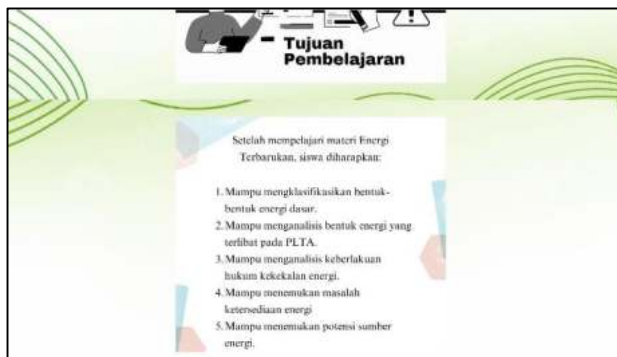 Tujuan
Pembelajaran
Setelah mempelajari materi Energi
Terbarukan, siswa diharapkan:
1. Mampu mengklasifikasikan bentuk-
bentuk energi dasar.
2. Mampu menganalisis bentuk energi yang
terlibat pada PLTA.
3. Mampu menganalisis keberlakuan
hukum kekekalan energi.
4. Mampu menemukan masalah
ketersediaan energi
5. Mampu menemukan potensi sumber
energi.